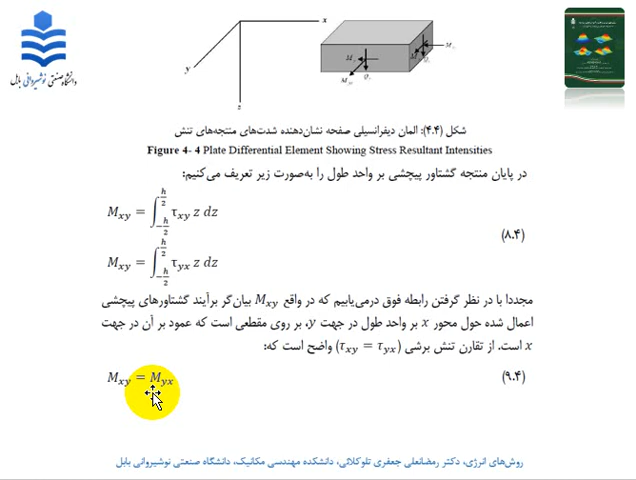 دانشگاه صنعتی نوشیروانی بابل
x
y
z
شکل (۴.۴): المان دیفرانسیلی صفحه نشان‌دهنده شدت‌های منتجه‌های تنش
Figure 4- 4 Plate Differential Element Showing Stress Resultant Intensities
در پایان منتجه گشتاور پیچشی بر واحد طول را به‌صورت زیر تعریف می‌کنیم:
M_xy = ∫_{-h/2}^{h/2} τ_xy z dz
(۸.۴)
M_xy = ∫_{-h/2}^{h/2} τ_yx z dz
مجددا با در نظر گرفتن رابطه فوق درمی‌یابیم که در واقع M_xy بیان‌گر برآیند گشتاورهای پیچشی
اعمال شده حول محور x بر واحد طول در جهت y، بر روی مقطعی است که عمود بر آن در جهت
x است. از تقارن تنش برشی (τ_xy = τ_yx) واضح است که:
M_xy = M_yx (۹.۴)
روش‌های انرژی، دکتر رمضانعلی جعفری تلوکلائی، دانشکده مهندسی مکانیک، دانشگاه صنعتی نوشیروانی بابل